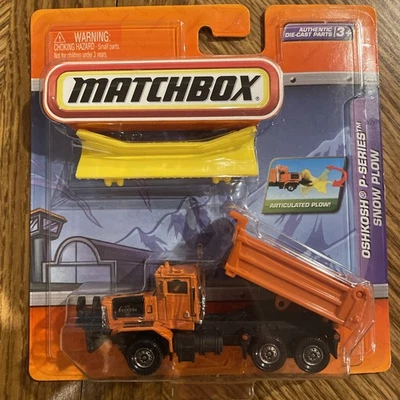 WARNING:
CHOKING HAZARD - Small parts.
Not for children under 3 years.
AUTHENTIC
DIE-CAST PARTS
3+
MATCHBOX
ARTICULATED PLOW!
OSHKOSH® P-SERIES™
SNOW PLOW